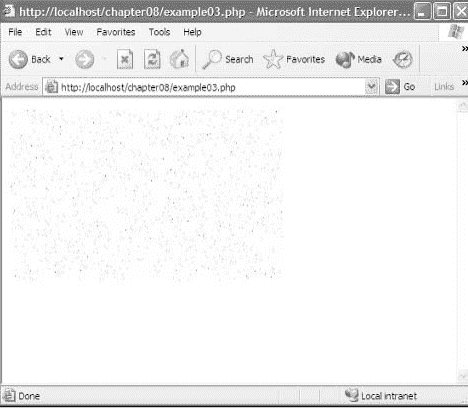 http://localhost/chapter08/example03.php - Microsoft Internet Explorer...
File Edit View Favorites Tools Help
Back Search Favorites Media
Address http://localhost/chapter08/example03.php Go Links
Done Local intranet